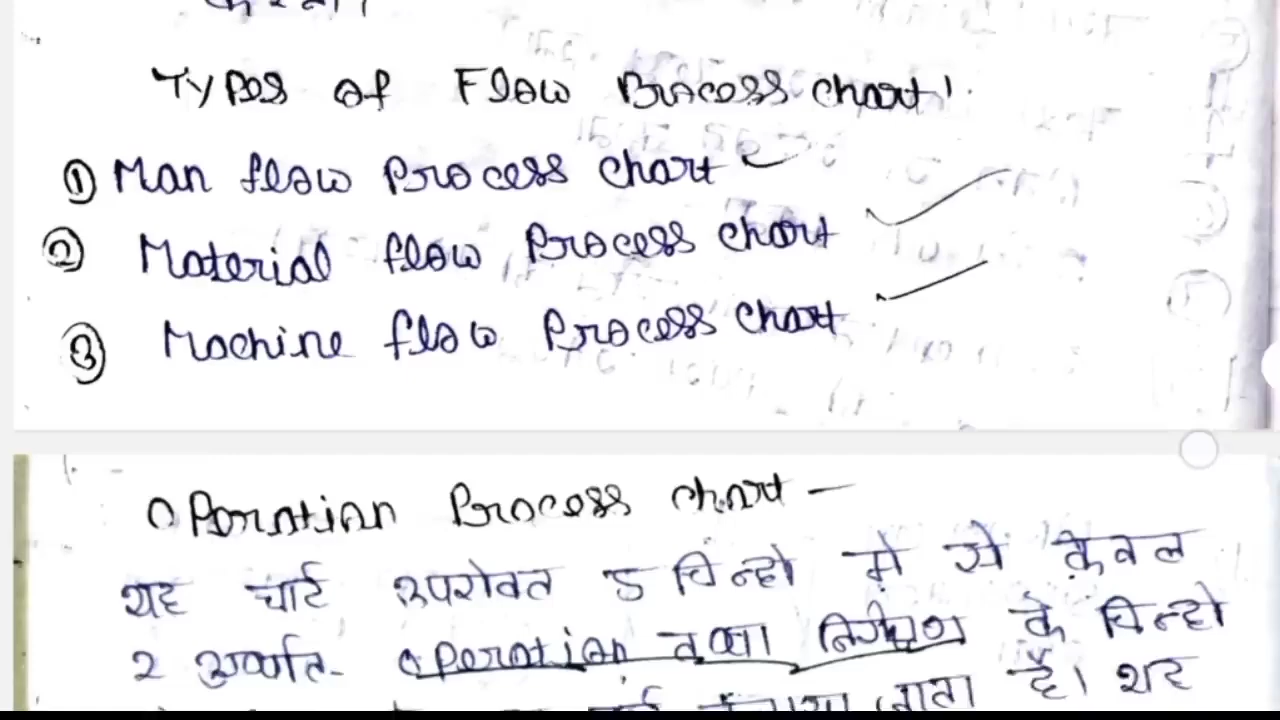 Types of Flow Process chart'.
① Man flow Process chart
② Material flow Process chart
③ Machine flow Process chart
Operation Process chart —
यह चार्ट उपरोक्त 5 चिन्हो मे से केवल
2 अर्थात- operation तथा निरीक्षण के चिन्हो
जाता है। यह